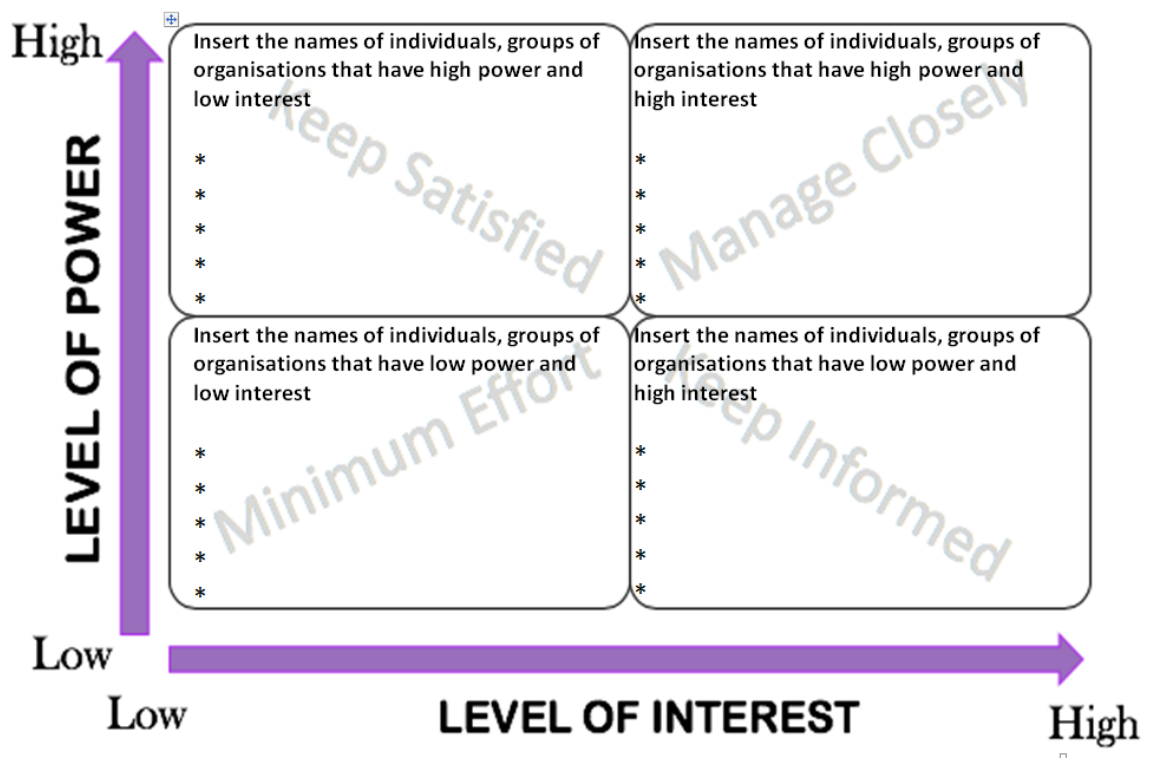 High
LEVEL OF POWER
Insert the names of individuals, groups of
organisations that have high power and
low interest
*
*
*
*
*
Keep Satisfied
Insert the names of individuals, groups of
organisations that have high power and
high interest
*
*
*
*
*
Manage Closely
Insert the names of individuals, groups of
organisations that have low power and
low interest
*
*
*
*
*
Minimum Effort
Insert the names of individuals, groups of
organisations that have low power and
high interest
*
*
*
*
*
Keep Informed
Low
Low
LEVEL OF INTEREST
High